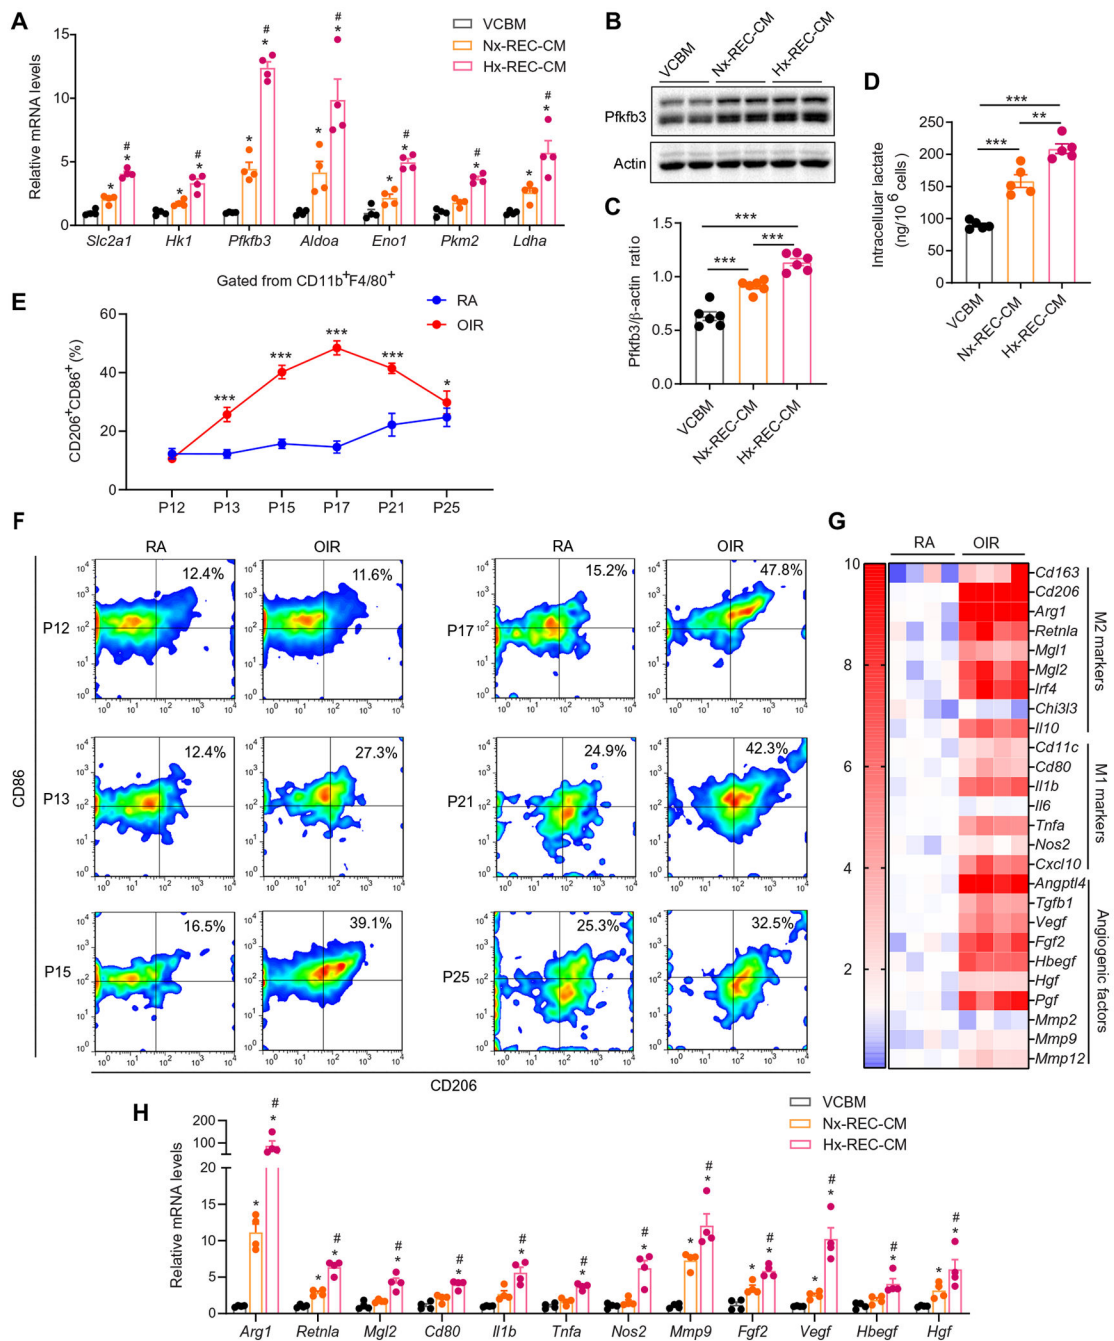 A
VCBM
Nx-REC-CM
Hx-REC-CM
Relative mRNA levels
15
10
5
0
Slc2a1 Hk1 Pfkfb3 Aldoa Eno1 Pkm2 Ldha
* # * * # * * # * * # * * # * # * * # *
B
VCBM Nx-REC-CM Hx-REC-CM
Pfkfb3
Actin
C
Pfkfb3/β-actin ratio
1.5
1.0
0.5
0.0
***
*** ***
VCBM Nx-REC-CM Hx-REC-CM
D
Intracellular lactate
(ng/10⁶ cells)
250
200
150
100
50
0
***
*** **
VCBM Nx-REC-CM Hx-REC-CM
E
Gated from CD11b⁺F4/80⁺
RA
OIR
CD206⁺CD86⁺ (%)
60
40
20
0
*** *** *** *** *
P12 P13 P15 P17 P21 P25
F
RA OIR RA OIR
P12 12.4% 11.6% P17 15.2% 47.8%
P13 12.4% 27.3% P21 24.9% 42.3%
P15 16.5% 39.1% P25 25.3% 32.5%
10⁰ 10¹ 10² 10³ 10⁴
CD86
CD206
G
RA OIR
10
8
6
4
2
Cd163
Cd206
Arg1
Retnla
Mgl1
Mgl2
Irf4
Chi3l3
Il10
Cd11c
Cd80
Il1b
Il6
Tnfa
Nos2
Cxcl10
Angptl4
Tgfb1
Vegf
Fgf2
Hbegf
Hgf
Pgf
Mmp2
Mmp9
Mmp12
M2 markers
M1 markers
Angiogenic factors
H
VCBM
Nx-REC-CM
Hx-REC-CM
Relative mRNA levels
200
100
20
15
10
5
0
* # * * # * # * # * # * # * # * * # * * # * * # * # * * # *
Arg1 Retnla Mgl2 Cd80 Il1b Tnfa Nos2 Mmp9 Fgf2 Vegf Hbegf Hgf